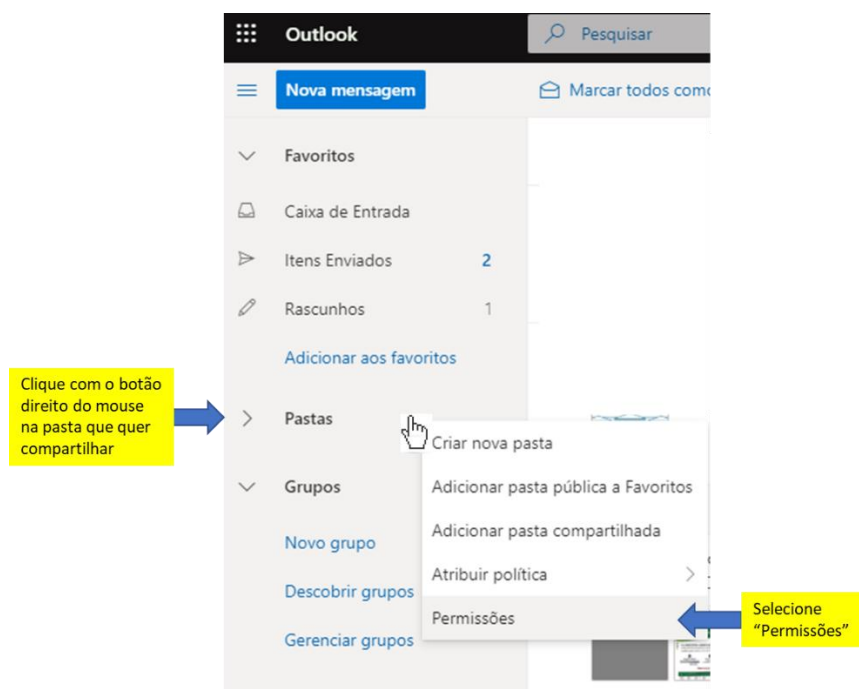 Outlook
Pesquisar
Nova mensagem
Marcar todos como
Favoritos
Caixa de Entrada
Itens Enviados 2
Rascunhos 1
Adicionar aos favoritos
Clique com o botão
direito do mouse
na pasta que quer
compartilhar
Pastas
Criar nova pasta
Grupos
Adicionar pasta pública a Favoritos
Adicionar pasta compartilhada
Novo grupo
Atribuir política
Descobrir grupos
Permissões
Selecione
“Permissões”
Gerenciar grupos